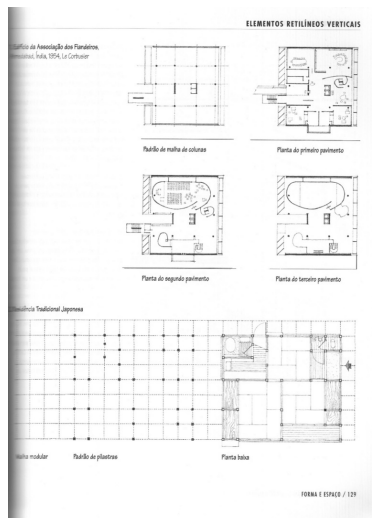 ELEMENTOS RETILÍNEOS VERTICAIS
Edifício da Associação dos Fiandeiros,
Índia, 1954, Le Corbusier
Padrão de malha de colunas
Planta do primeiro pavimento
Planta do segundo pavimento
Planta do terceiro pavimento
Residência Tradicional Japonesa
malha modular
Padrão de pilastras
Planta baixa
FORMA E ESPAÇO / 129